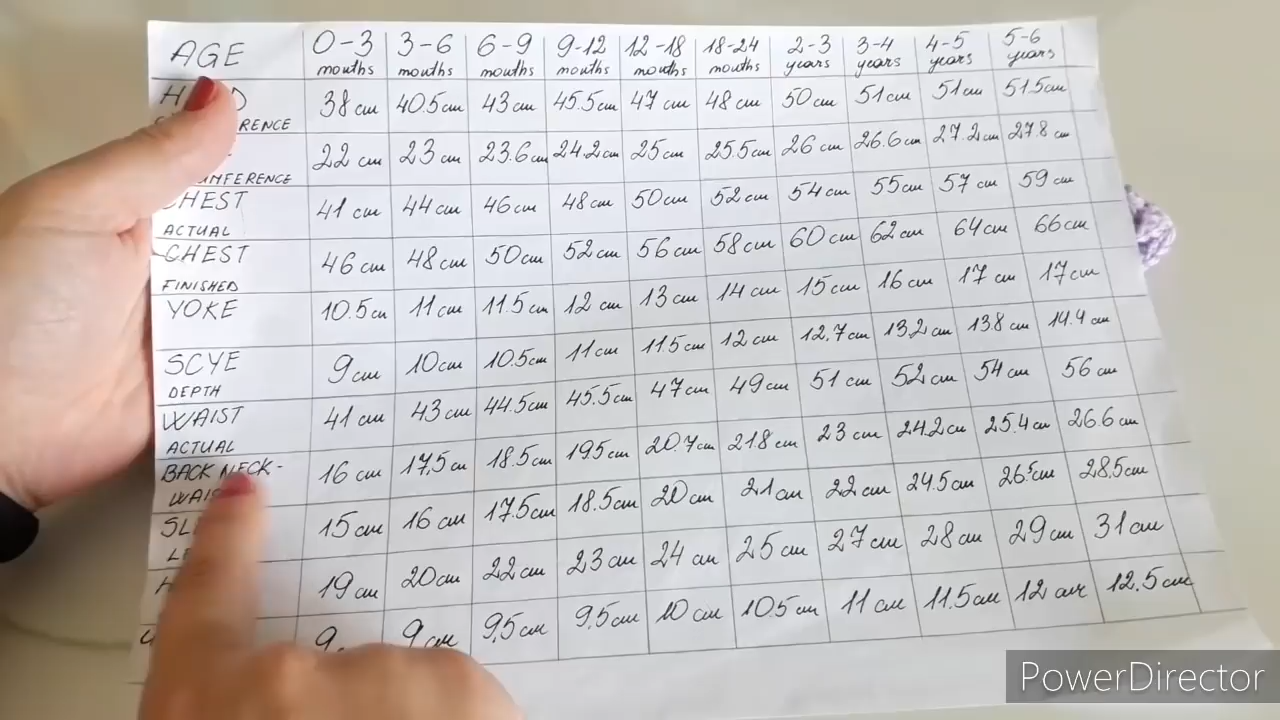 AGE 0-3 months 3-6 months 6-9 months 9-12 months 12-18 months 18-24 months 2-3 years 3-4 years 4-5 years 5-6 years
38 cm 40.5 cm 43 cm 45.5 cm 47 cm 48 cm 50 cm 51 cm 51 cm 51.5 cm
22 cm 23 cm 23.6 cm 24.2 cm 25 cm 25.5 cm 26 cm 26.6 cm 27.2 cm 27.8 cm
CHEST ACTUAL 41 cm 44 cm 46 cm 48 cm 50 cm 52 cm 54 cm 55 cm 57 cm 59 cm
CHEST FINISHED 46 cm 48 cm 50 cm 52 cm 56 cm 58 cm 60 cm 62 cm 64 cm 66 cm
YOKE 10.5 cm 11 cm 11.5 cm 12 cm 13 cm 14 cm 15 cm 16 cm 17 cm 17 cm
SCYE DEPTH 9 cm 10 cm 10.5 cm 11 cm 11.5 cm 12 cm 12.7 cm 13.2 cm 13.8 cm 14.4 cm
WAIST ACTUAL 41 cm 43 cm 44.5 cm 45.5 cm 47 cm 49 cm 51 cm 52 cm 54 cm 56 cm
BACK NECK- 16 cm 17.5 cm 18.5 cm 19.5 cm 20.7 cm 21.8 cm 23 cm 24.2 cm 25.4 cm 26.6 cm
15 cm 16 cm 17.5 cm 18.5 cm 20 cm 21 cm 22 cm 24.5 cm 26.5 cm 28.5 cm
19 cm 20 cm 22 cm 23 cm 24 cm 25 cm 27 cm 28 cm 29 cm 31 cm
9 9 cm 9,5 cm 9,5 cm 10 cm 10.5 cm 11 cm 11.5 cm 12 cm 12.5 cm
PowerDirector